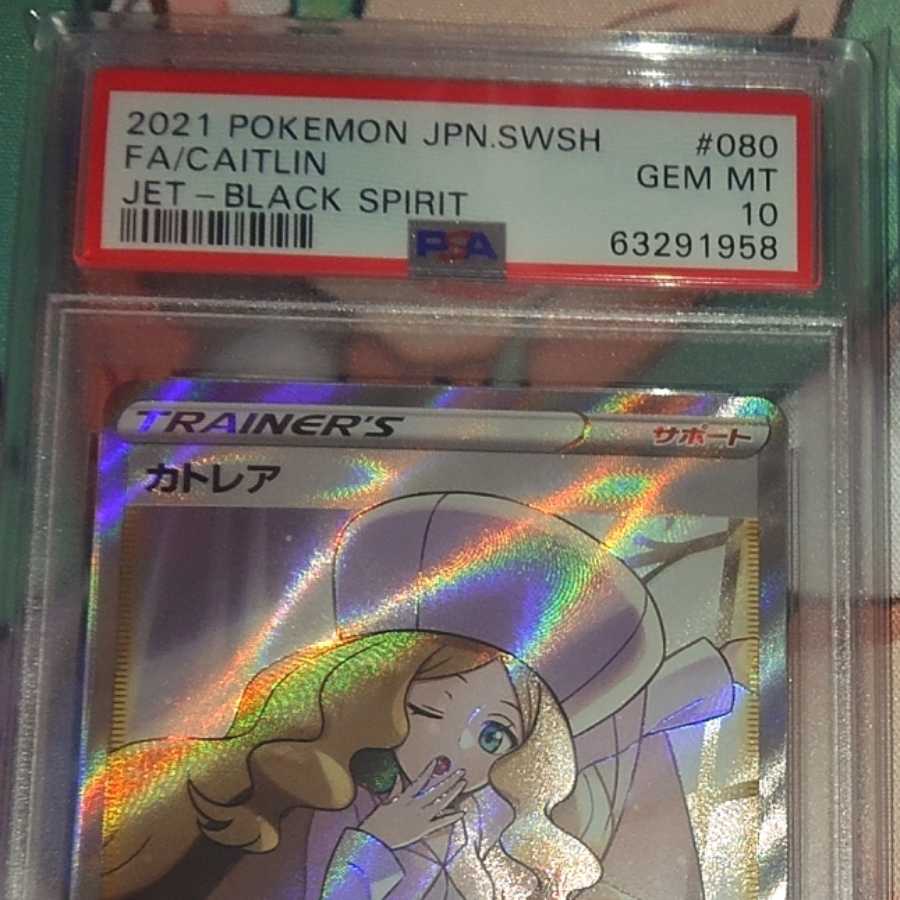 2021 POKEMON JPN.SWSH #080
FA/CAITLIN GEM MT
JET-BLACK SPIRIT 10
PSA 63291958
TRAINER'S サポート
カトレア